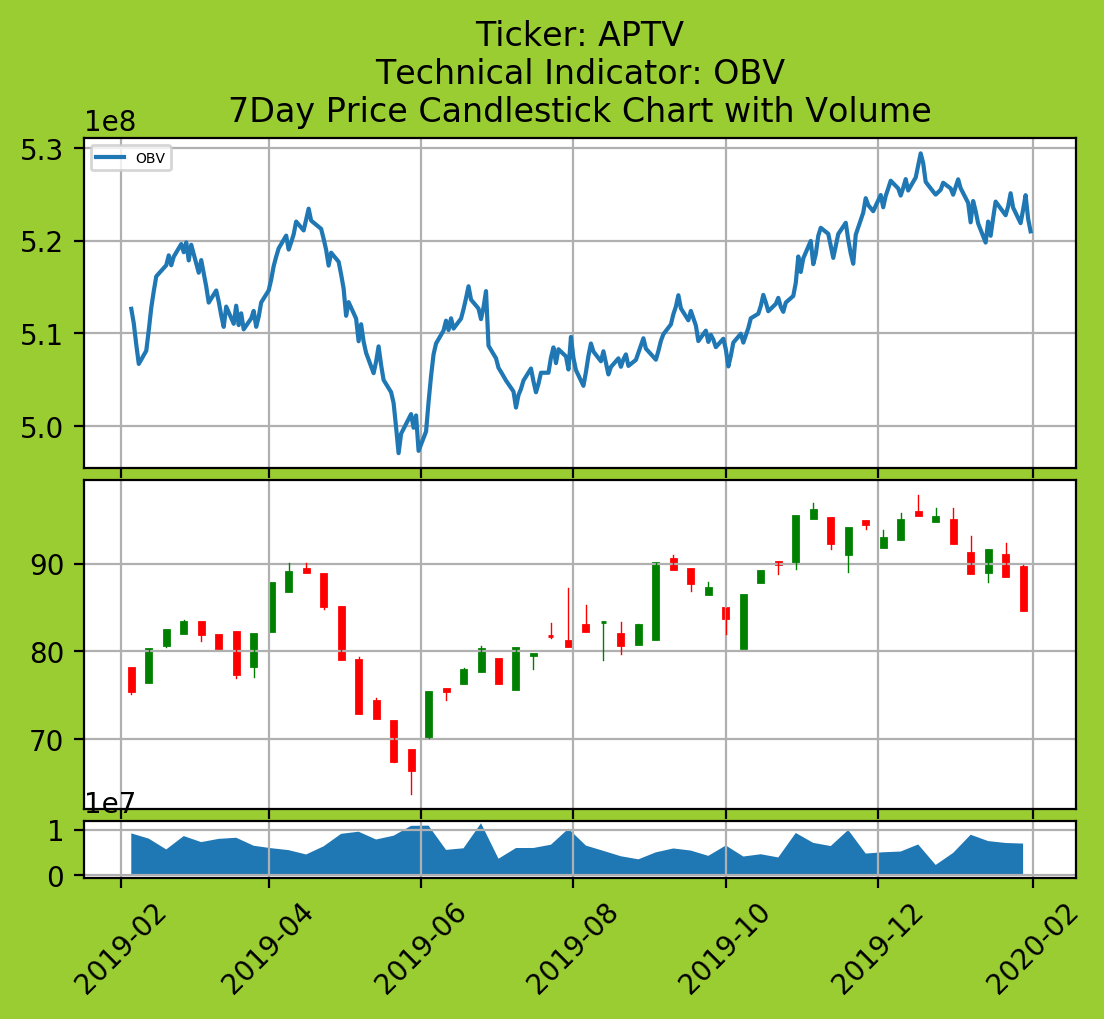 Ticker: APTV
Technical Indicator: OBV
7Day Price Candlestick Chart with Volume
1e8
5.3
OBV
5.2
5.1
5.0
90
80
70
1e7
1
0
2019-02
2019-04
2019-06
2019-08
2019-10
2019-12
2020-02